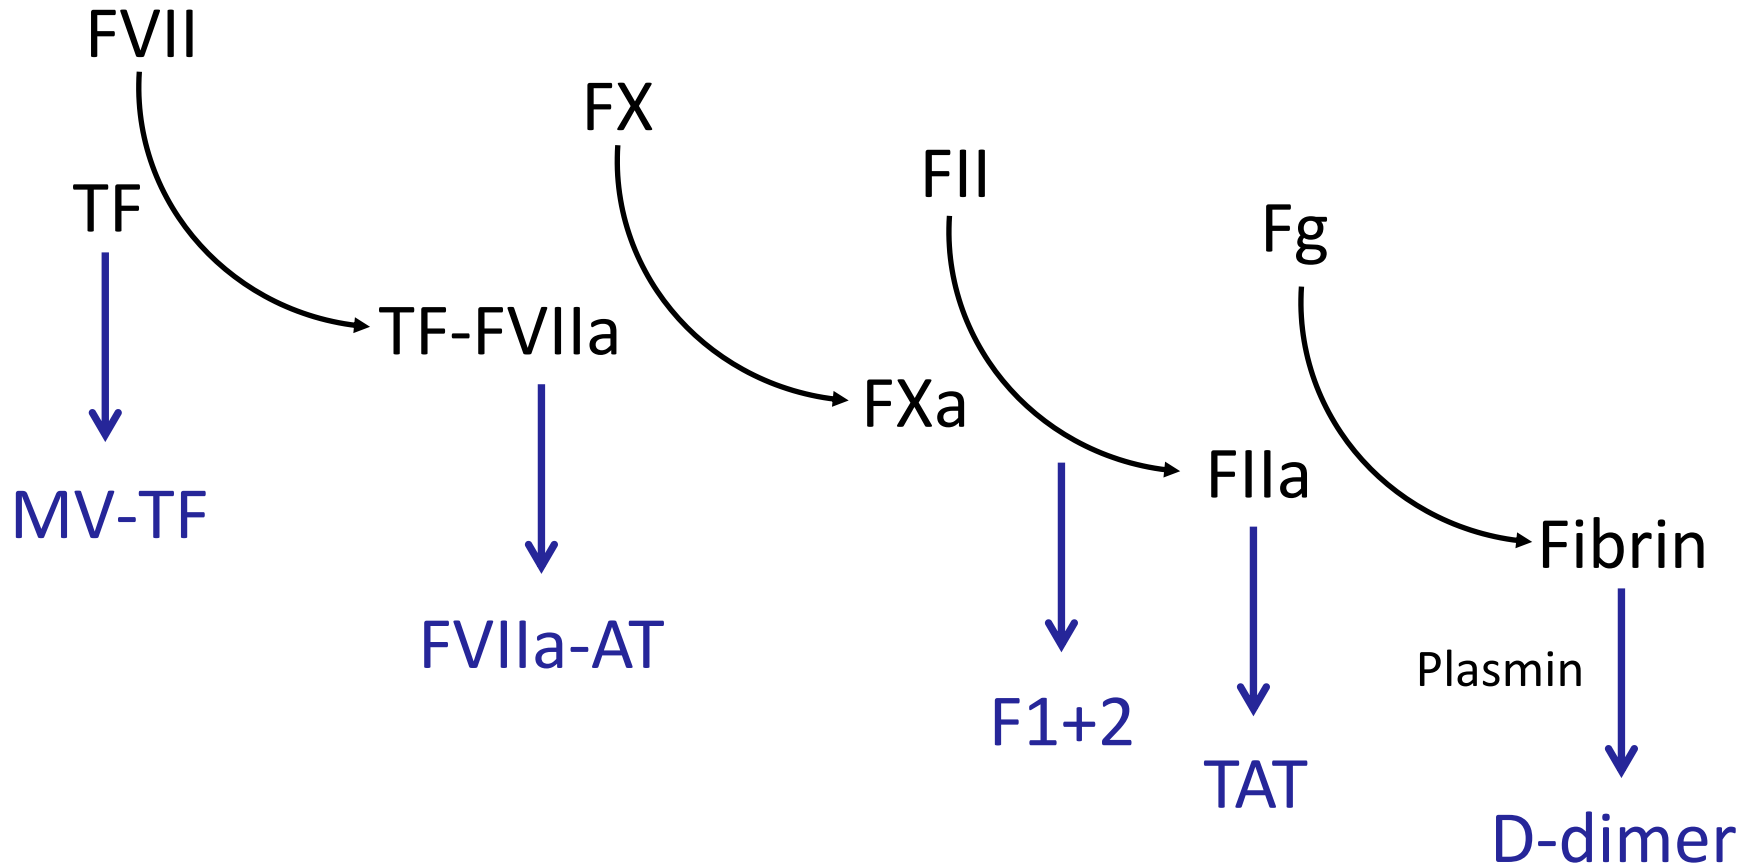 FVII
FX
FII
TF
Fg
TF-FVIIa
FXa
FIIa
MV-TF
Fibrin
FVIIa-AT
Plasmin
F1+2
TAT
D-dimer